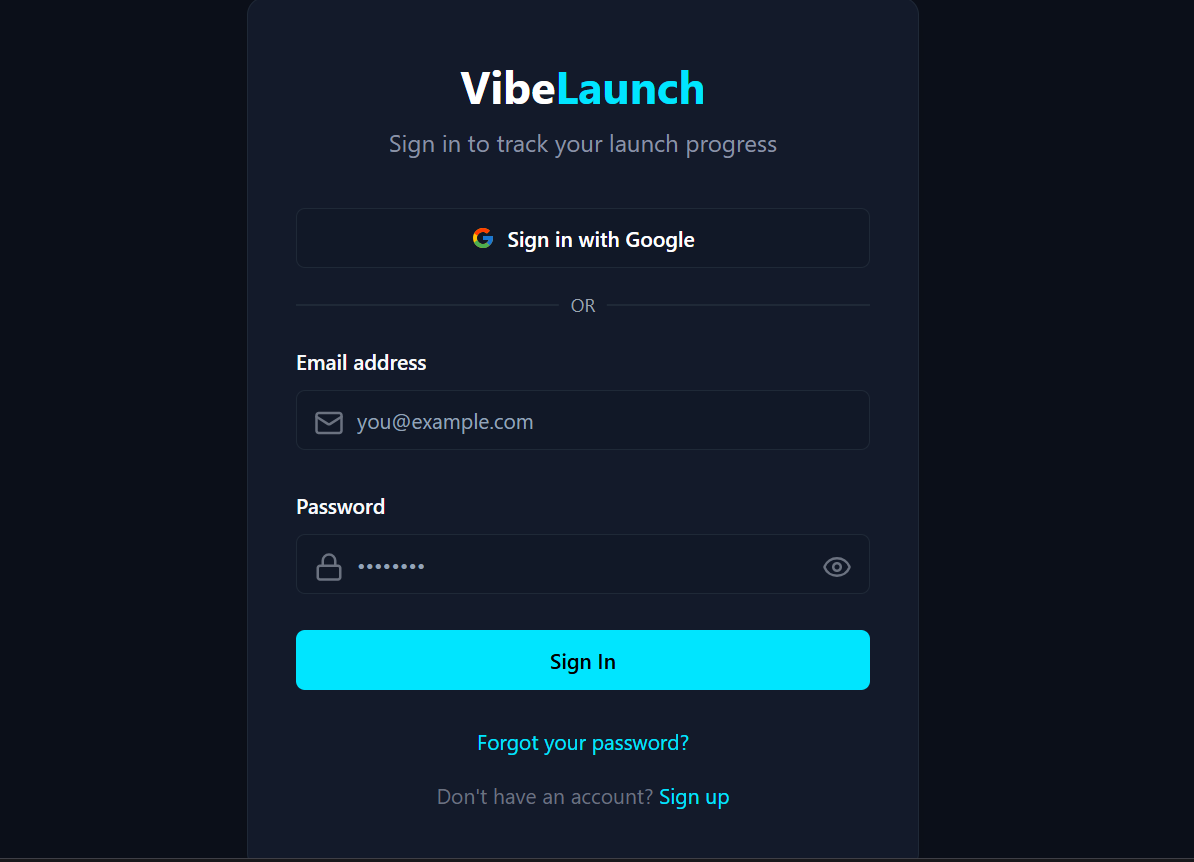 VibeLaunch
Sign in to track your launch progress
Sign in with Google
OR
Email address
you@example.com
Password
••••••••
Sign In
Forgot your password?
Don't have an account? Sign up